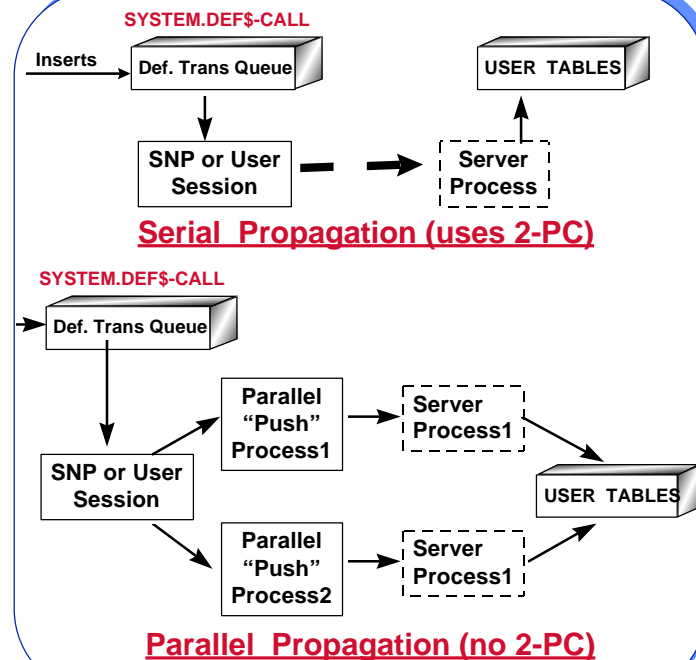 SYSTEM.DEF$-CALL
Inserts
Def. Trans Queue
USER TABLES
SNP or User
Session
Server
Process
Serial Propagation (uses 2-PC)
SYSTEM.DEF$-CALL
Def. Trans Queue
Parallel
“Push”
Process1
Server
Process1
SNP or User
Session
USER TABLES
Parallel
“Push”
Process2
Server
Process1
Parallel Propagation (no 2-PC)